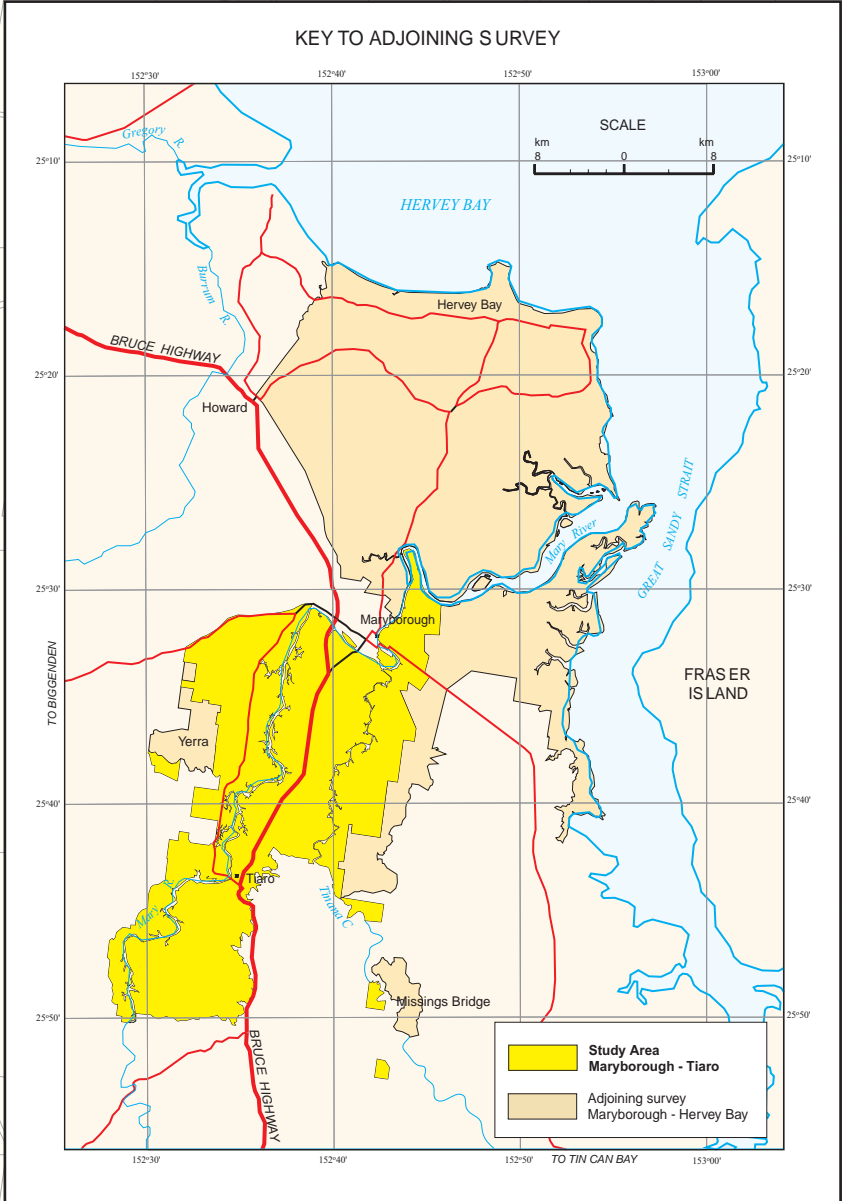 KEY TO ADJOINING SURVEY
152°30' 152°40' 152°50' 153°00'
SCALE
km km
8 0 8
Gregory R
25°10' 25°10'
HERVEY BAY
Burrum R.
Hervey Bay
BRUCE HIGHWAY
25°20' 25°20'
Howard
GREAT SANDY STRAIT
Mary River
25°30' 25°30'
Maryborough
TO BIGGENDEN
FRASER
ISLAND
Yerra
25°40' 25°40'
Tiaro
Mary R
Tinana C
Missings Bridge
25°50' 25°50'
BRUCE HIGHWAY
Study Area
Maryborough - Tiaro
Adjoining survey
Maryborough - Hervey Bay
152°30' 152°40' 152°50' 153°00'
TO TIN CAN BAY